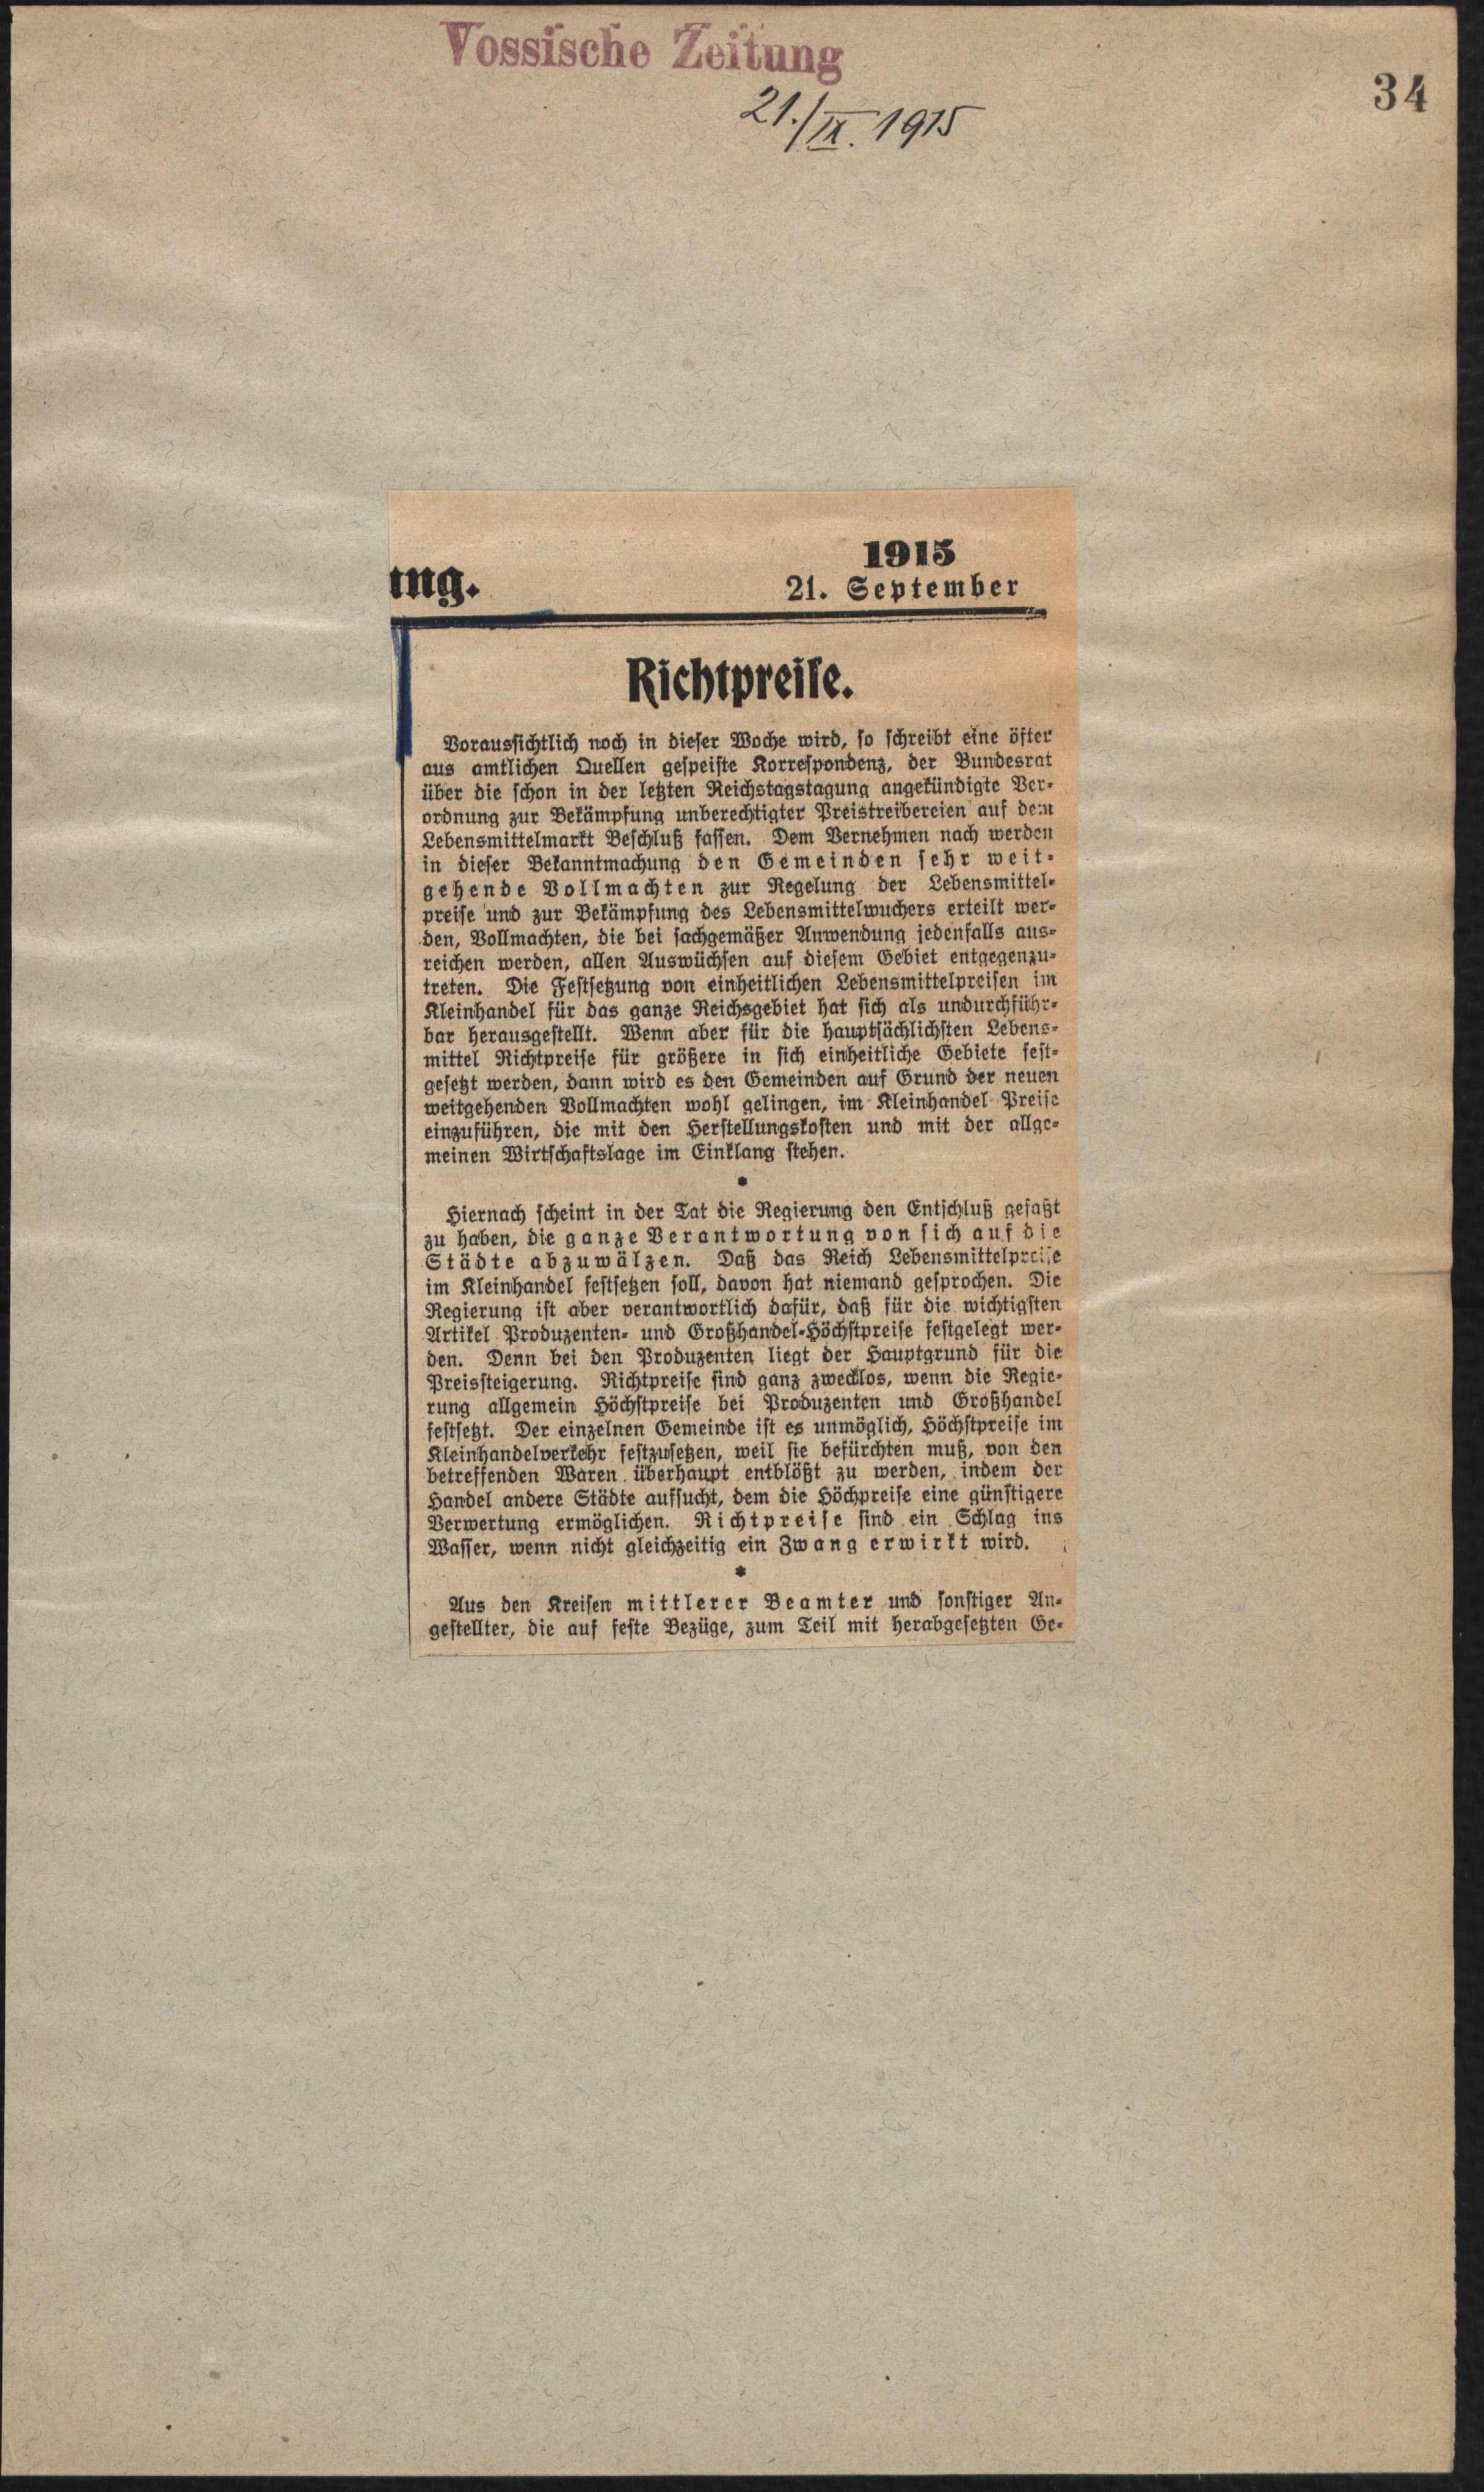 Vossische Zeitung
34
21./IX. 1915
ung.
1915
21. September
Richtpreise.
Voraussichtlich noch in dieser Woche wird, so schreibt eine öfter
aus amtlichen Quellen gespeiste Korrespondenz, der Bundesrat
über die schon in der letzten Reichstagstagung angekündigte Ver-
ordnung zur Bekämpfung unberechtigter Preistreibereien auf dem
Lebensmittelmarkt Beschluß fassen. Dem Vernehmen nach werden
in dieser Bekanntmachung den Gemeinden sehr weit-
gehende Vollmachten zur Regelung der Lebensmittel-
preise und zur Bekämpfung des Lebensmittelwuchers erteilt wer-
den, Vollmachten, die bei sachgemäßer Anwendung jedenfalls aus-
reichen werden, allen Auswüchsen auf diesem Gebiet entgegenzu-
treten. Die Festsetzung von einheitlichen Lebensmittelpreisen im
Kleinhandel für das ganze Reichsgebiet hat sich als undurchführ-
bar herausgestellt. Wenn aber für die hauptsächlichsten Lebens-
mittel Richtpreise für größere in sich einheitliche Gebiete fest-
gesetzt werden, dann wird es den Gemeinden auf Grund der neuen
weitgehenden Vollmachten wohl gelingen, im Kleinhandel Preise
einzuführen, die mit den Herstellungskosten und mit der allge-
meinen Wirtschaftslage im Einklang stehen.
*
Hiernach scheint in der Tat die Regierung den Entschluß gefaßt
zu haben, die ganze Verantwortung von sich auf die
Städte abzuwälzen. Daß das Reich Lebensmittelpreise
im Kleinhandel festsetzen soll, davon hat niemand gesprochen. Die
Regierung ist aber verantwortlich dafür, daß für die wichtigsten
Artikel Produzenten- und Großhandel-Höchstpreise festgelegt wer-
den. Denn bei den Produzenten liegt der Hauptgrund für die
Preissteigerung. Richtpreise sind ganz zwecklos, wenn die Regie-
rung allgemein Höchstpreise bei Produzenten und Großhandel
festsetzt. Der einzelnen Gemeinde ist es unmöglich, Höchstpreise im
Kleinhandelverkehr festzusetzen, weil sie befürchten muß, von den
betreffenden Waren überhaupt entblößt zu werden, indem der
Handel andere Städte aufsucht, dem die Höchpreise eine günstigere
Verwertung ermöglichen. Richtpreise sind ein Schlag ins
Wasser, wenn nicht gleichzeitig ein Zwang erwirkt wird.
*
Aus den Kreisen mittlerer Beamter und sonstiger An-
gestellter, die auf feste Bezüge, zum Teil mit herabgesetzten Ge-